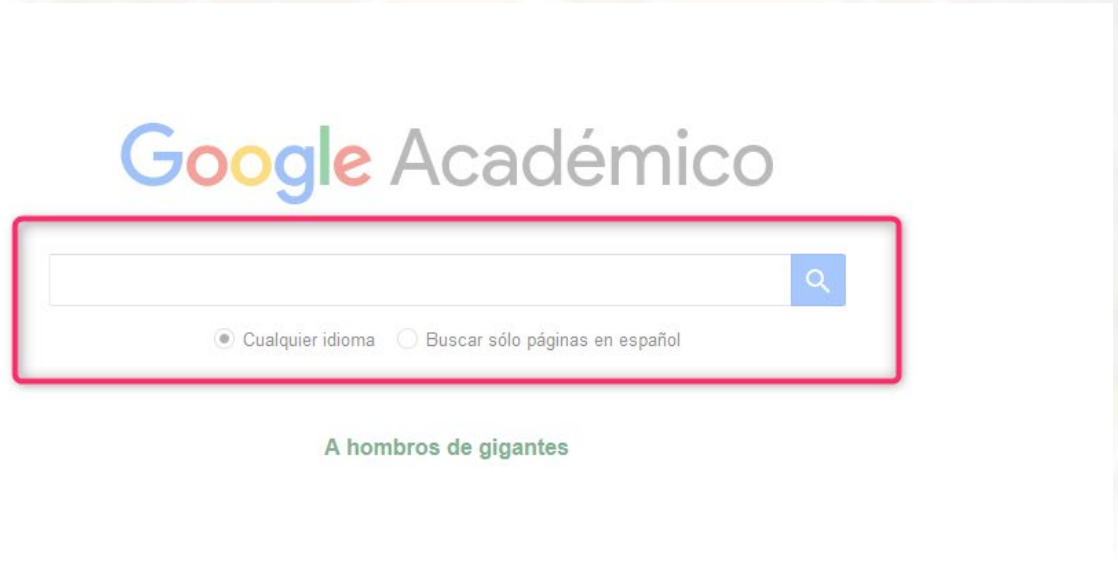 Google Académico
Cualquier idioma Buscar sólo páginas en español
A hombros de gigantes